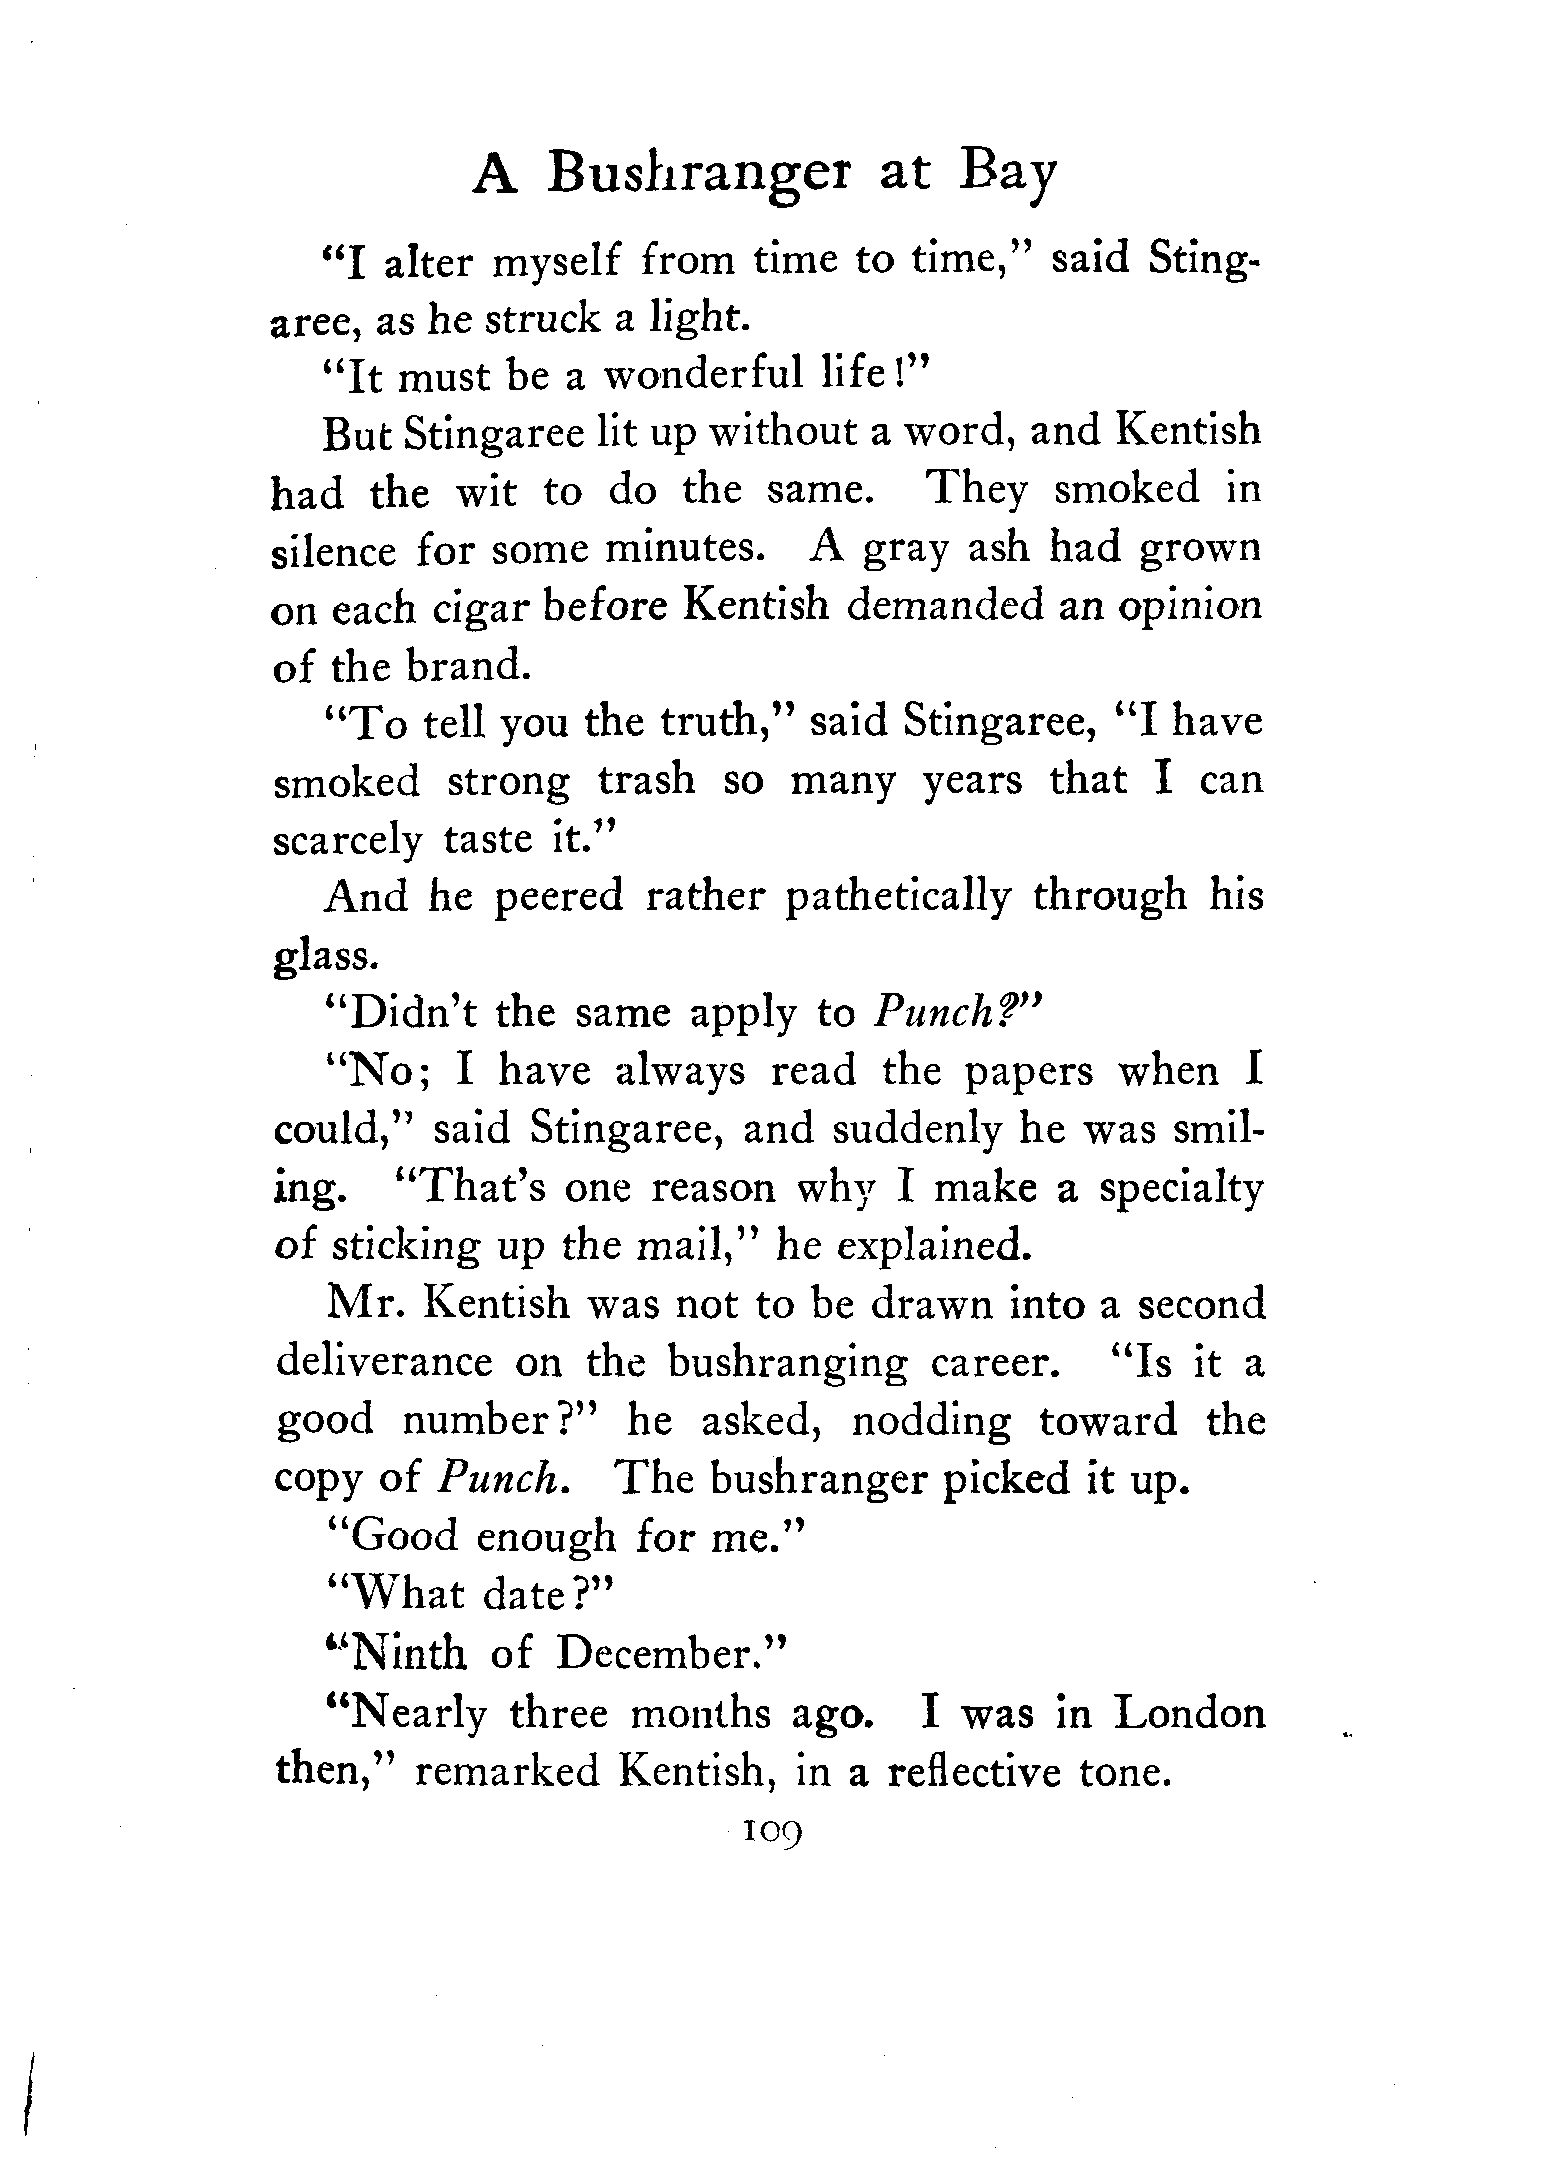 A Bushranger at Bay
“I alter myself from time to time,” said Sting-
aree, as he struck a light.
“It must be a wonderful life!”
But Stingaree lit up without a word, and Kentish
had the wit to do the same. They smoked in
silence for some minutes. A gray ash had grown
on each cigar before Kentish demanded an opinion
of the brand.
“To tell you the truth,” said Stingaree, “I have
smoked strong trash so many years that I can
scarcely taste it.”
And he peered rather pathetically through his
glass.
“Didn’t the same apply to Punch?”
“No; I have always read the papers when I
could,” said Stingaree, and suddenly he was smil-
ing. “That’s one reason why I make a specialty
of sticking up the mail,” he explained.
Mr. Kentish was not to be drawn into a second
deliverance on the bushranging career. “Is it a
good number?” he asked, nodding toward the
copy of Punch. The bushranger picked it up.
“Good enough for me.”
“What date?”
“Ninth of December.”
“Nearly three months ago. I was in London
then,” remarked Kentish, in a reflective tone.
109